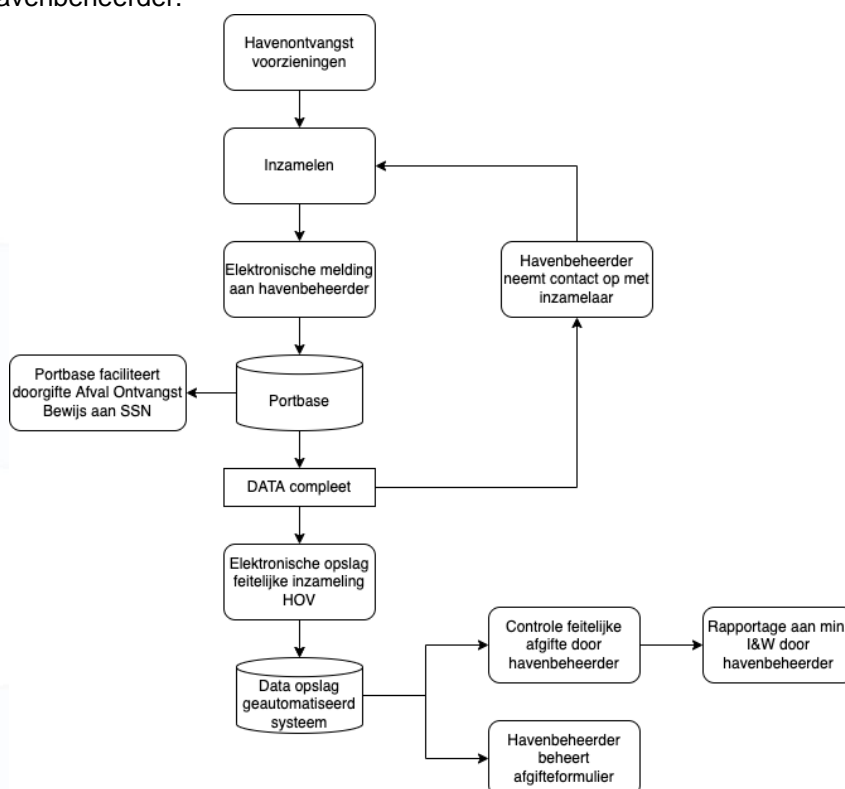 avenbeheerder.
Havenontvangst
voorzieningen
Inzamelen
Elektronische melding
aan havenbeheerder
Havenbeheerder
neemt contact op met
inzamelaar
Portbase faciliteert
doorgifte Afval Ontvangst
Bewijs aan SSN
Portbase
DATA compleet
Elektronische opslag
feitelijke inzameling
HOV
Controle feitelijke
afgifte door
havenbeheerder
Rapportage aan min
I&W door
havenbeheerder
Data opslag
geautomatiseerd
systeem
Havenbeheerder
beheert
afgifteformulier